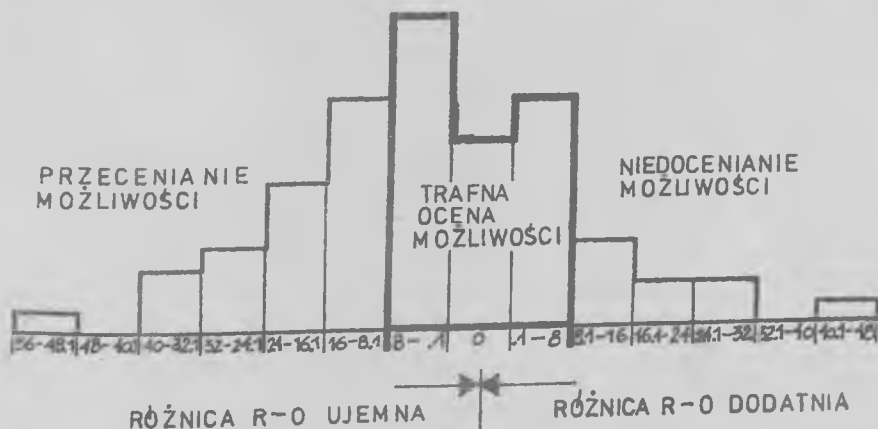 PRZECENIANIE
MOŻLIWOŚCI
TRAFNA
OCENA
MOŻLIWOŚCI
NIEDOCENIANIE
MOŻLIWOŚCI
56-48.1 48-40.1 40-32.1 32-24.1 24-16.1 16-8.1 8-.1 0 .1-8 8.1-16 16.1-24 24.1-32 32.1-40 40.1-48
RÓŻNICA R-O UJEMNA
RÓŻNICA R-O DODATNIA